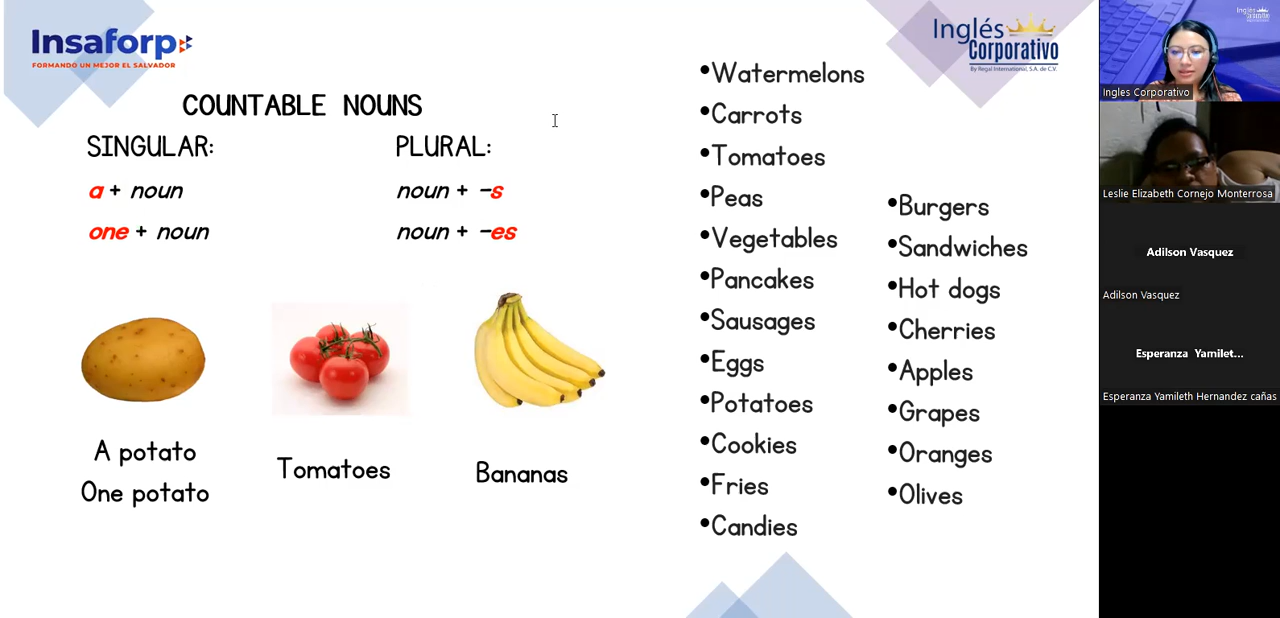 Insaforp
FORMANDO UN MEJOR EL SALVADOR
Inglés
Corporativo
By Regal International, S.A. de C.V.
COUNTABLE NOUNS
SINGULAR:
a + noun
one + noun
PLURAL:
noun + -s
noun + -es
A potato
One potato
Tomatoes
Bananas
•Watermelons
•Carrots
•Tomatoes
•Peas
•Vegetables
•Pancakes
•Sausages
•Eggs
•Potatoes
•Cookies
•Fries
•Candies
•Burgers
•Sandwiches
•Hot dogs
•Cherries
•Apples
•Grapes
•Oranges
•Olives
Inglés
Ingles Corporativo
Leslie Elizabeth Cornejo Monterrosa
Adilson Vasquez
Adilson Vasquez
Esperanza Yamilet...
Esperanza Yamileth Hernandez cañas